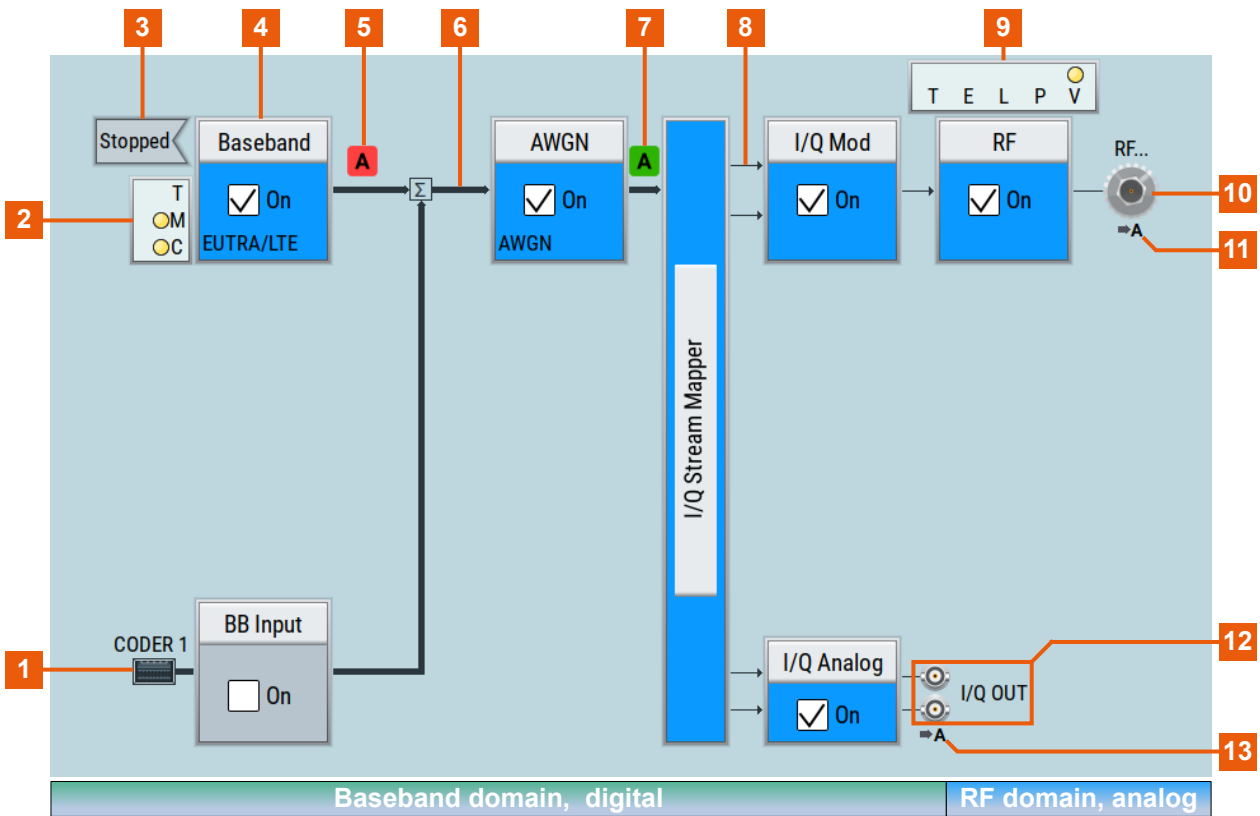 3
4
5
6
7
8
9
T E L P V
Stopped
Baseband
On
EUTRA/LTE
A
Σ
AWGN
On
AWGN
A
I/Q Mod
On
RF
On
RF...
10
➡A
11
2
T
M
C
I/Q Stream Mapper
1
CODER 1
BB Input
On
I/Q Analog
On
I/Q OUT
12
➡A
13
Baseband domain, digital
RF domain, analog